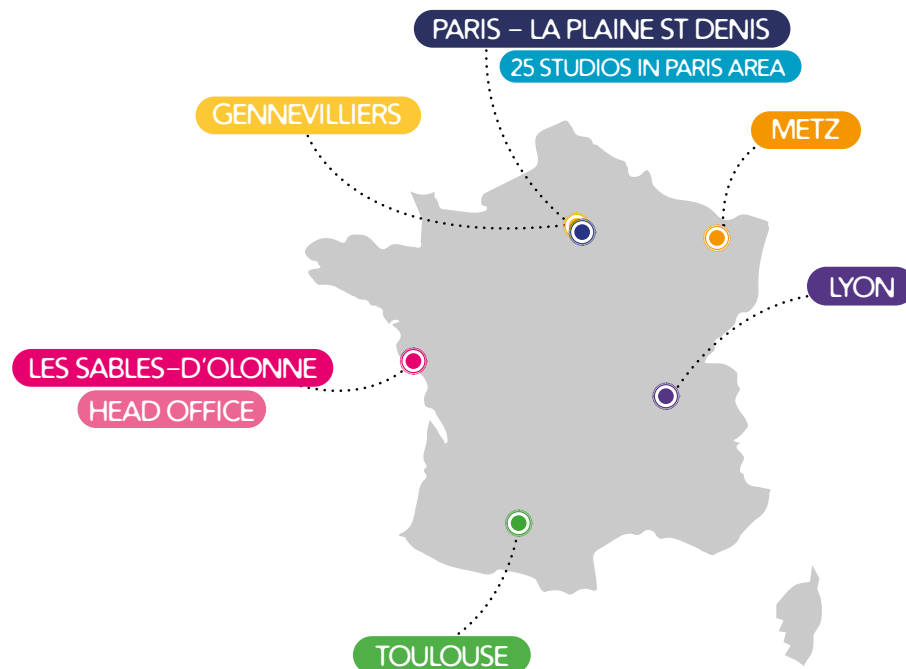 PARIS – LA PLAINE ST DENIS
25 STUDIOS IN PARIS AREA
GENNEVILLIERS
METZ
LYON
LES SABLES–D'OLONNE
HEAD OFFICE
TOULOUSE